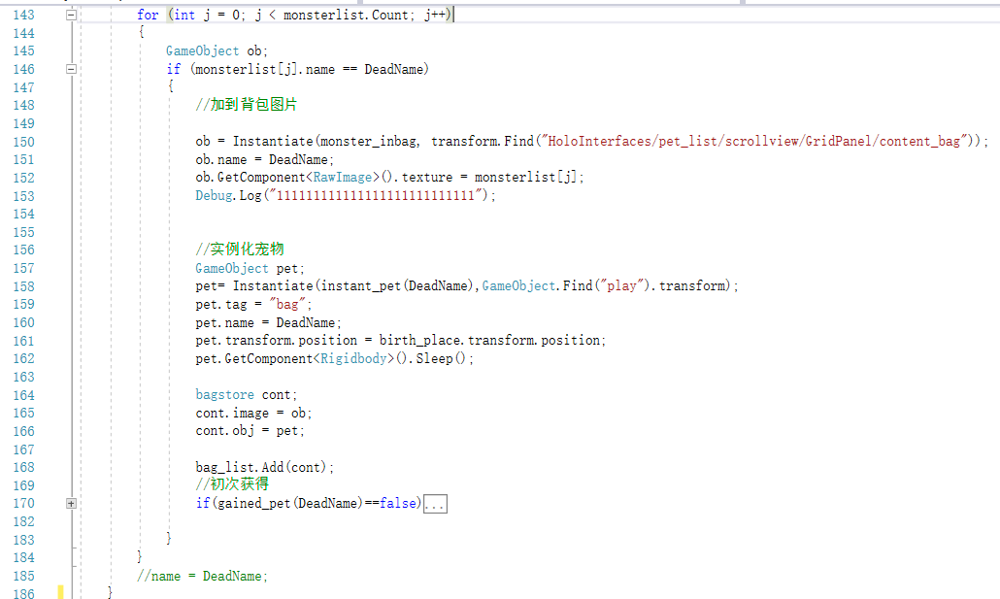 143 for (int j = 0; j < monsterlist.Count; j++)
144 {
145 GameObject ob;
146 if (monsterlist[j].name == DeadName)
147 {
148 //加到背包图片
149
150 ob = Instantiate(monster_inbag, transform.Find("HoloInterfaces/pet_list/scrollview/GridPanel/content_bag"));
151 ob.name = DeadName;
152 ob.GetComponent<RawImage>().texture = monsterlist[j];
153 Debug.Log("111111111111111111111111111");
154
155
156 //实例化宠物
157 GameObject pet;
158 pet= Instantiate(instant_pet(DeadName),GameObject.Find("play").transform);
159 pet.tag = "bag";
160 pet.name = DeadName;
161 pet.transform.position = birth_place.transform.position;
162 pet.GetComponent<Rigidbody>().Sleep();
163
164 bagstore cont;
165 cont.image = ob;
166 cont.obj = pet;
167
168 bag_list.Add(cont);
169 //初次获得
170 if(gained_pet(DeadName)==false)...
182
183 }
184 }
185 //name = DeadName;
186 }